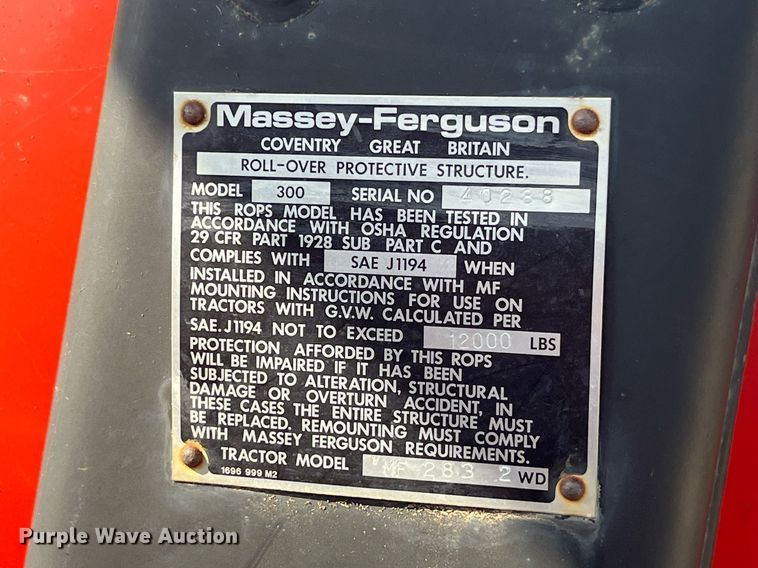 Massey-Ferguson
COVENTRY GREAT BRITAIN
ROLL-OVER PROTECTIVE STRUCTURE.
MODEL 300 SERIAL NO 40288
THIS ROPS MODEL HAS BEEN TESTED IN
ACCORDANCE WITH OSHA REGULATION
29 CFR PART 1928 SUB PART C AND
COMPLIES WITH SAE J1194 WHEN
INSTALLED IN ACCORDANCE WITH MF
MOUNTING INSTRUCTIONS FOR USE ON
TRACTORS WITH G.V.W. CALCULATED PER
SAE.J1194 NOT TO EXCEED 12000 LBS
PROTECTION AFFORDED BY THIS ROPS
WILL BE IMPAIRED IF IT HAS BEEN
SUBJECTED TO ALTERATION, STRUCTURAL
DAMAGE OR OVERTURN ACCIDENT, IN
THESE CASES THE ENTIRE STRUCTURE MUST
BE REPLACED. REMOUNTING MUST COMPLY
WITH MASSEY FERGUSON REQUIREMENTS.
TRACTOR MODEL MF 283 2 WD
1696 999 M2
Purple Wave Auction